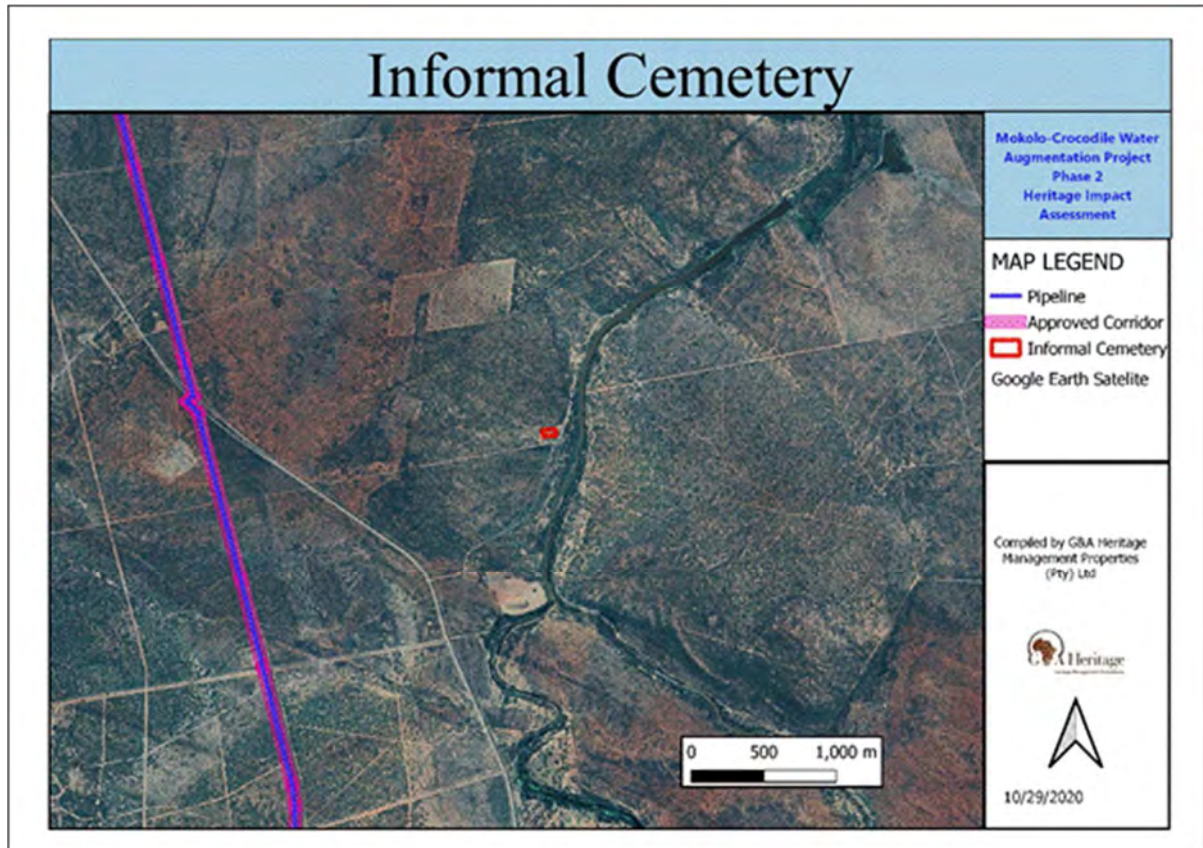 Informal Cemetery
Mokolo-Crocodile Water
Augmentation Project
Phase 2
Heritage Impact
Assessment
MAP LEGEND
Pipeline
Approved Corridor
Informal Cemetery
Google Earth Satelite
Compiled by G&A Heritage
Management Properties
(Pty) Ltd
Heritage
0 500 1,000 m
10/29/2020